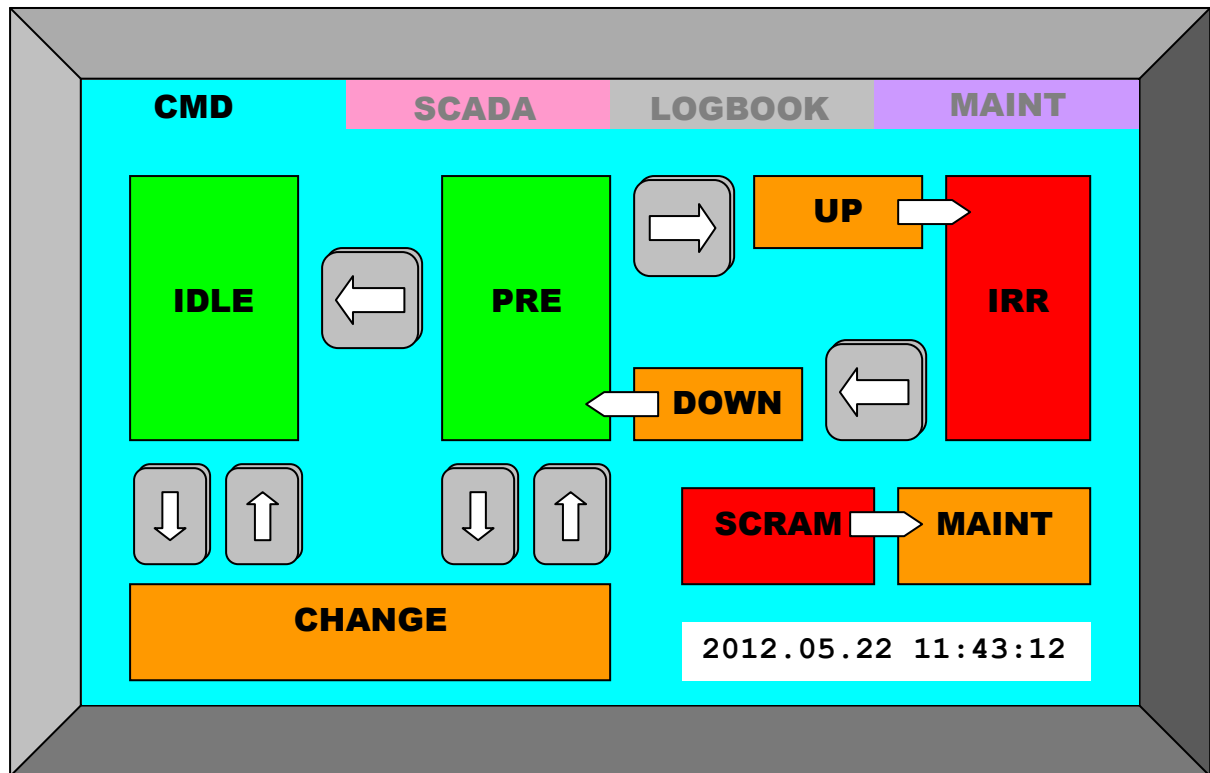 CMD SCADA LOGBOOK MAINT
UP
IDLE PRE IRR
DOWN
SCRAM MAINT
CHANGE
2012.05.22 11:43:12